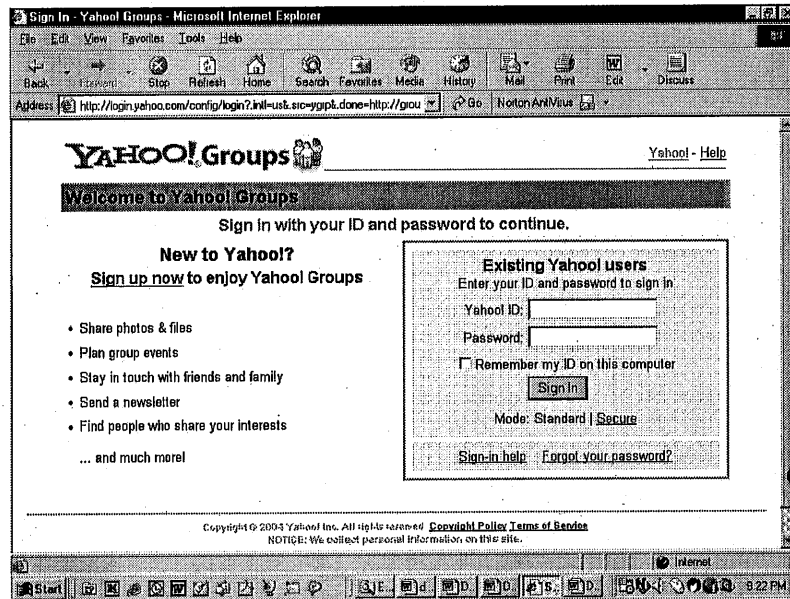 Sign In - Yahoo! Groups - Microsoft Internet Explorer
File Edit View Favorites Tools Help
Back Forward Stop Refresh Home Search Favorites Media History Mail Print Edit Discuss
Address http://login.yahoo.com/config/login?.intl=us&.src=ygrp&.done=http://grou Go Norton AntiVirus
YAHOO! Groups
Yahoo! - Help
Welcome to Yahoo! Groups
Sign in with your ID and password to continue.
New to Yahoo!?
Sign up now to enjoy Yahoo! Groups
• Share photos & files
• Plan group events
• Stay in touch with friends and family
• Send a newsletter
• Find people who share your interests
... and much more!
Existing Yahoo! users
Enter your ID and password to sign in
Yahoo! ID:
Password:
Remember my ID on this computer
Sign In
Mode: Standard | Secure
Sign-in help Forgot your password?
Copyright © 2004 Yahoo! Inc. All rights reserved. Copyright Policy Terms of Service
NOTICE: We collect personal information on this site.
Internet
Start 9:22 PM